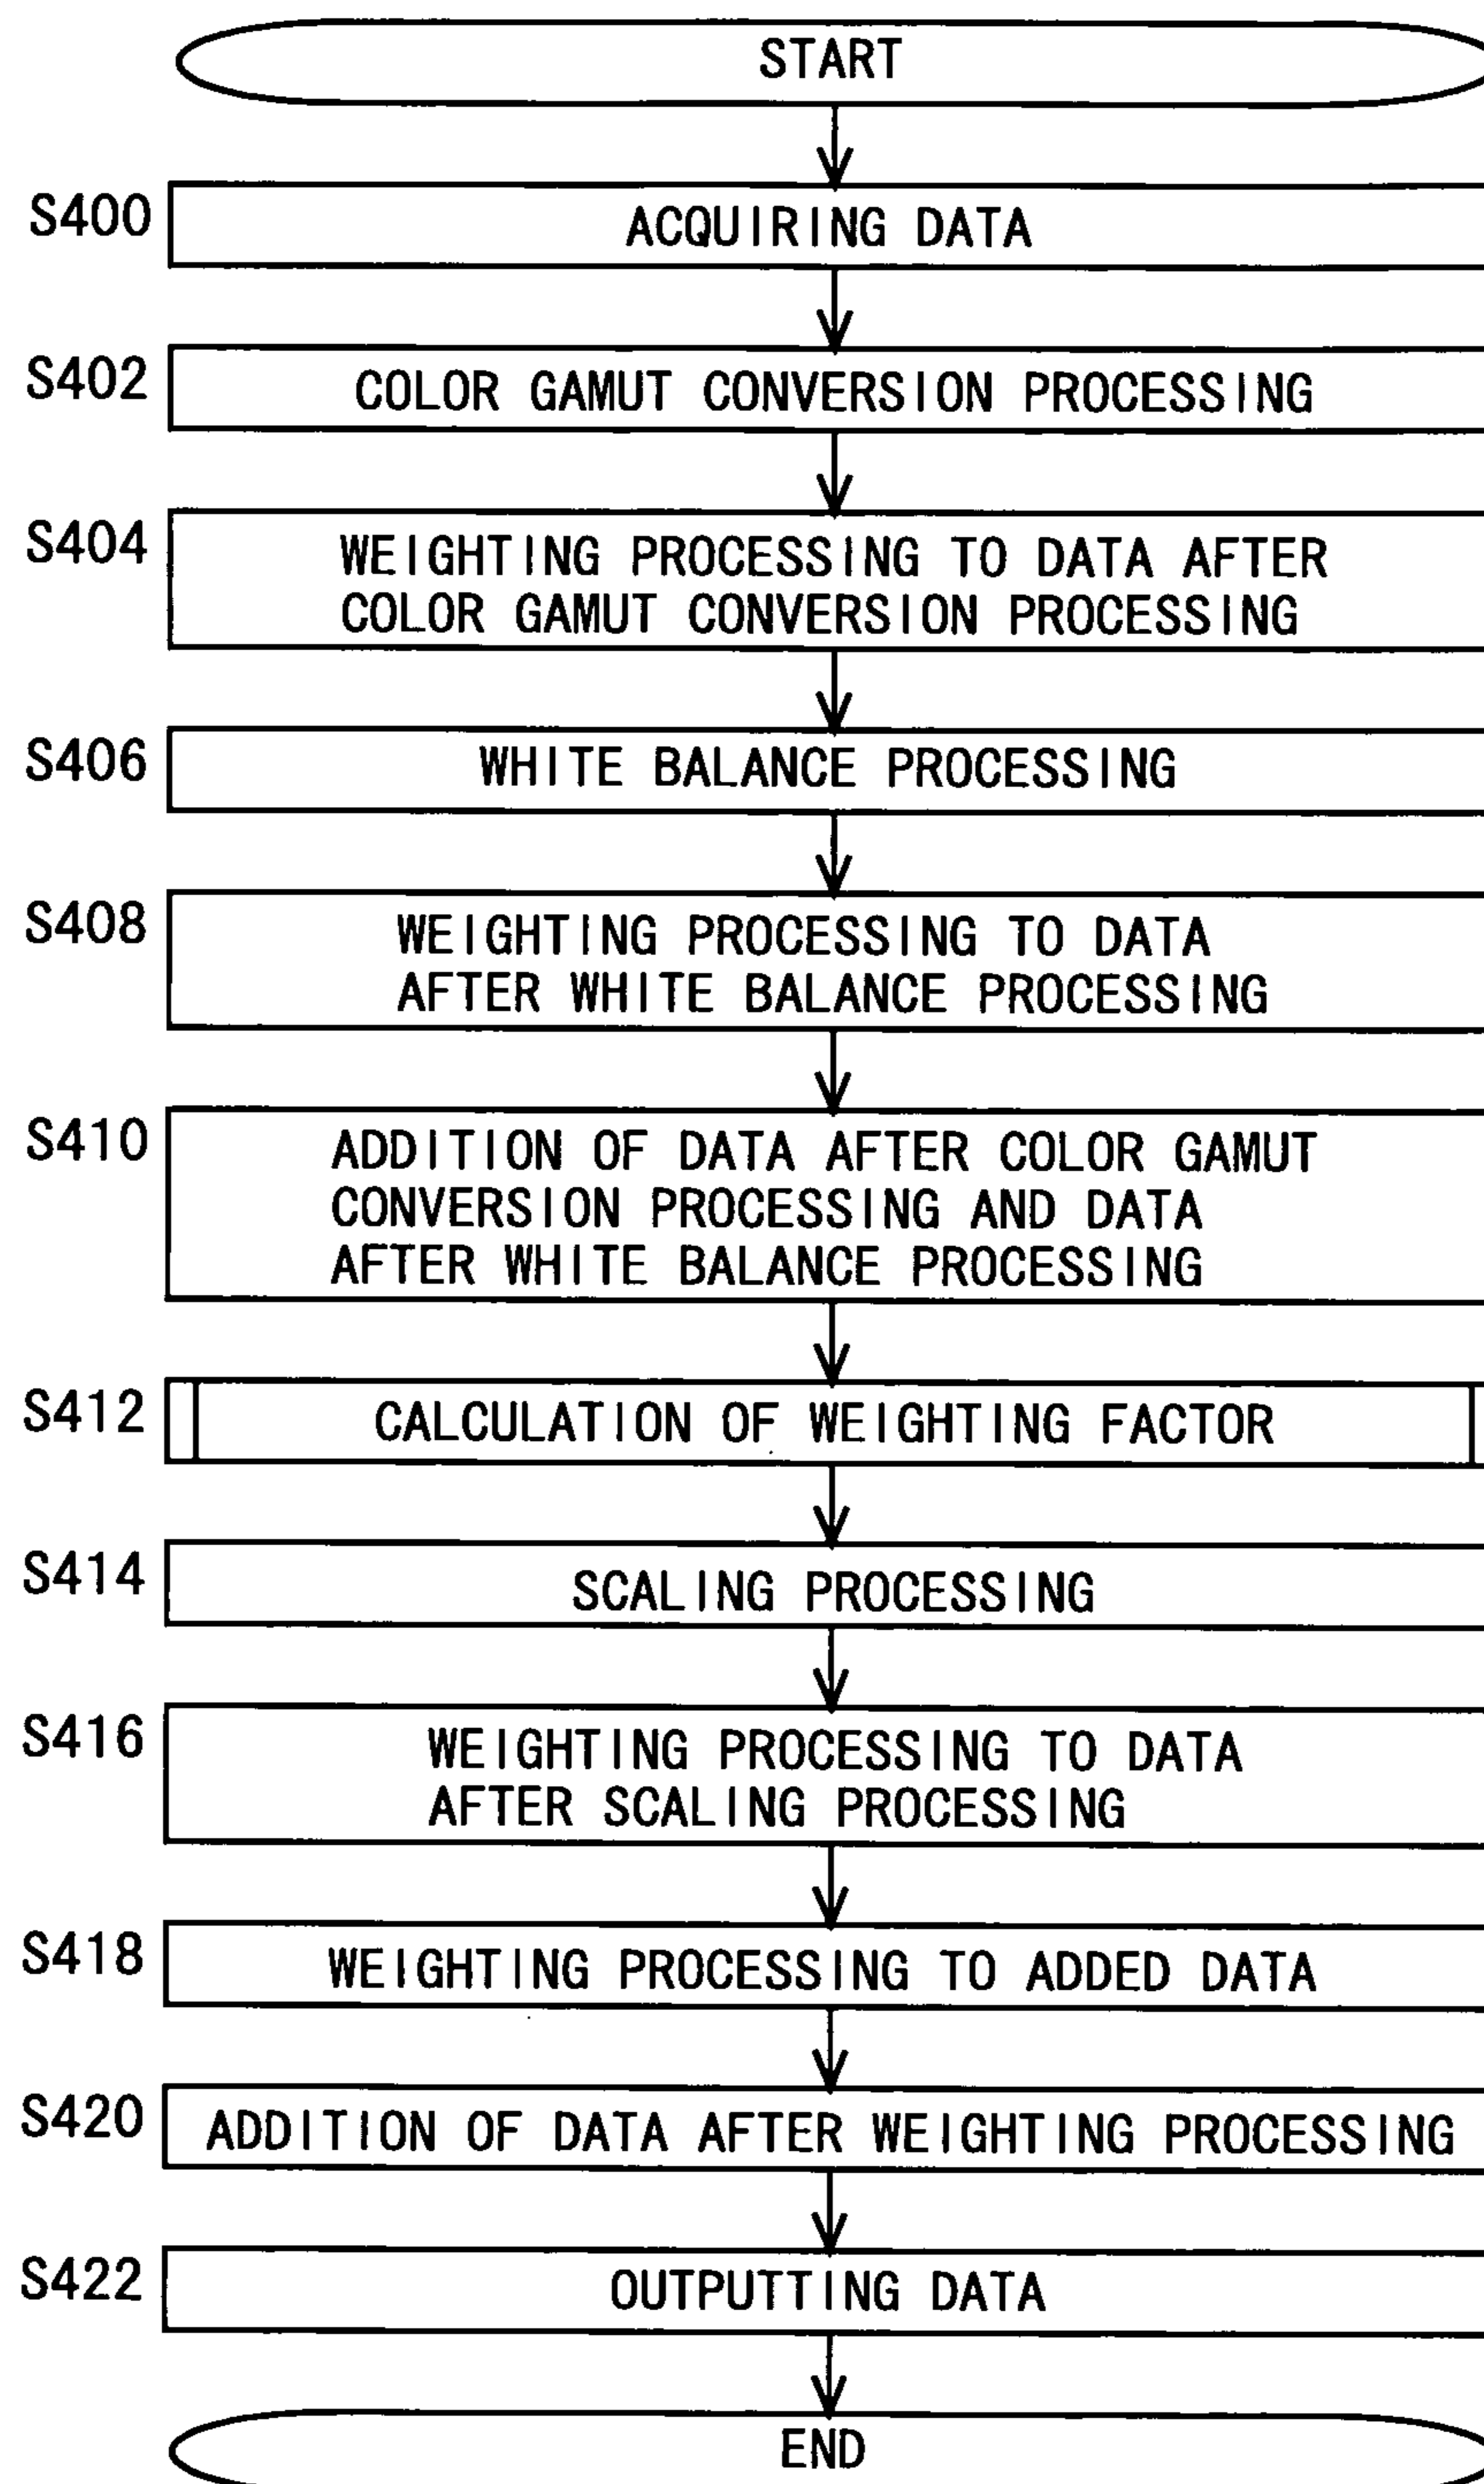 START
S400
ACQUIRING DATA
S402
COLOR GAMUT CONVERSION PROCESSING
S404
WEIGHTING PROCESSING TO DATA AFTER
COLOR GAMUT CONVERSION PROCESSING
S406
WHITE BALANCE PROCESSING
S408
WEIGHTING PROCESSING TO DATA
AFTER WHITE BALANCE PROCESSING
S410
ADDITION OF DATA AFTER COLOR GAMUT
CONVERSION PROCESSING AND DATA
AFTER WHITE BALANCE PROCESSING
S412
CALCULATION OF WEIGHTING FACTOR
S414
SCALING PROCESSING
S416
WEIGHTING PROCESSING TO DATA
AFTER SCALING PROCESSING
S418
WEIGHTING PROCESSING TO ADDED DATA
S420
ADDITION OF DATA AFTER WEIGHTING PROCESSING
S422
OUTPUTTING DATA
END